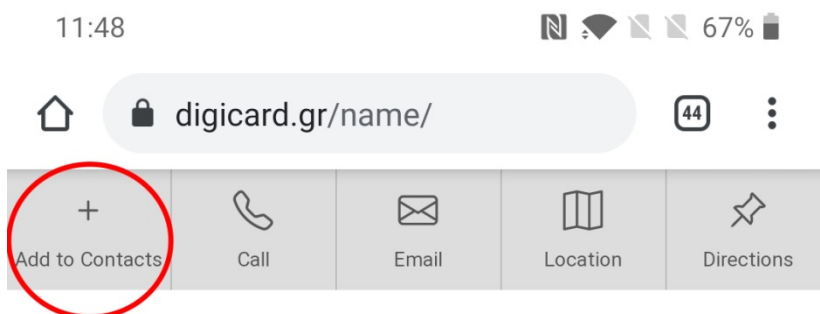 11:48 67%
digicard.gr/name/ 44
Add to Contacts Call Email Location Directions